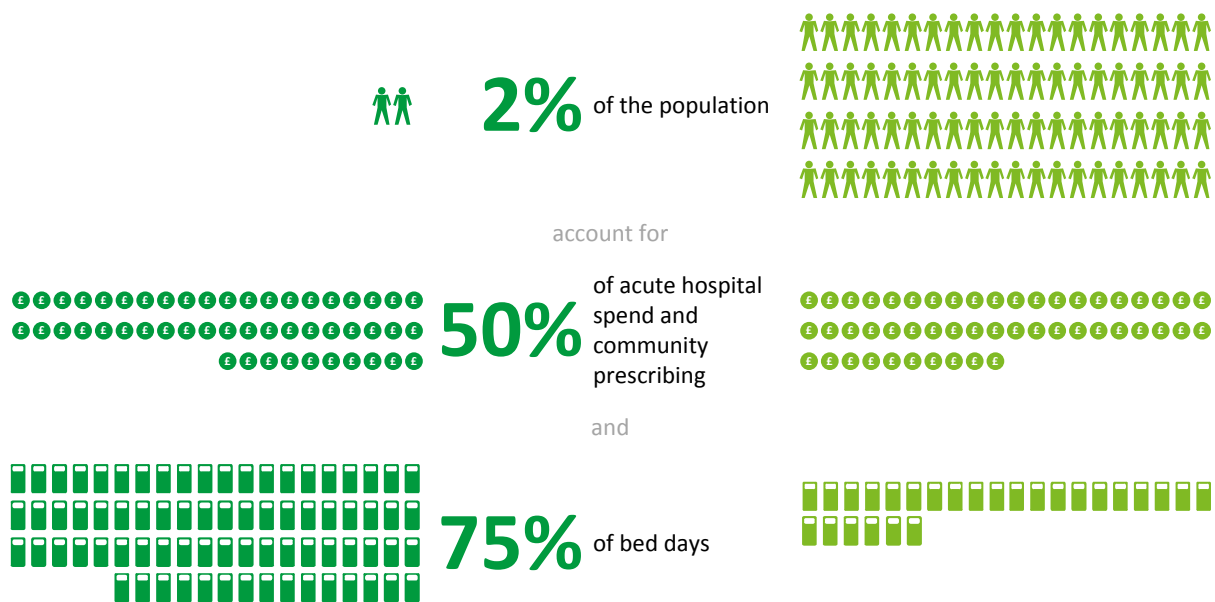 2% of the population
account for
50% of acute hospital
spend and
community
prescribing
£ £ £ £ £ £ £ £ £ £ £ £ £ £ £ £ £ £ £ £ £ £ £ £ £ £ £ £ £ £ £ £ £ £ £ £ £ £ £ £
£ £ £ £ £ £ £ £ £ £ £ £ £ £ £ £ £ £ £ £ £ £ £ £ £ £ £ £ £ £ £ £ £ £ £ £ £ £ £ £
£ £ £ £ £ £ £ £ £ £ £ £ £ £ £ £ £ £ £ £
and
75% of bed days